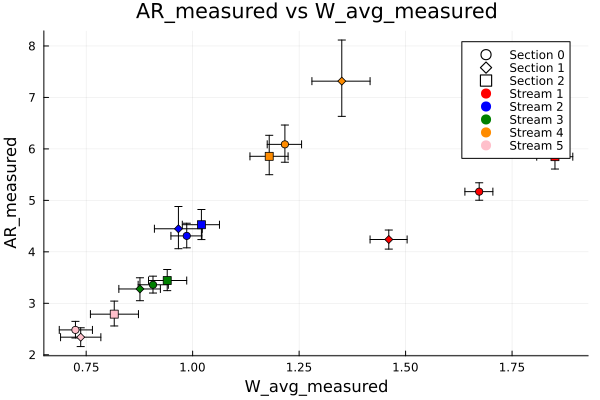 AR_measured vs W_avg_measured
8
7
6
5
4
3
2
AR_measured
Section 0
Section 1
Section 2
Stream 1
Stream 2
Stream 3
Stream 4
Stream 5
0.75
1.00
1.25
1.50
1.75
W_avg_measured